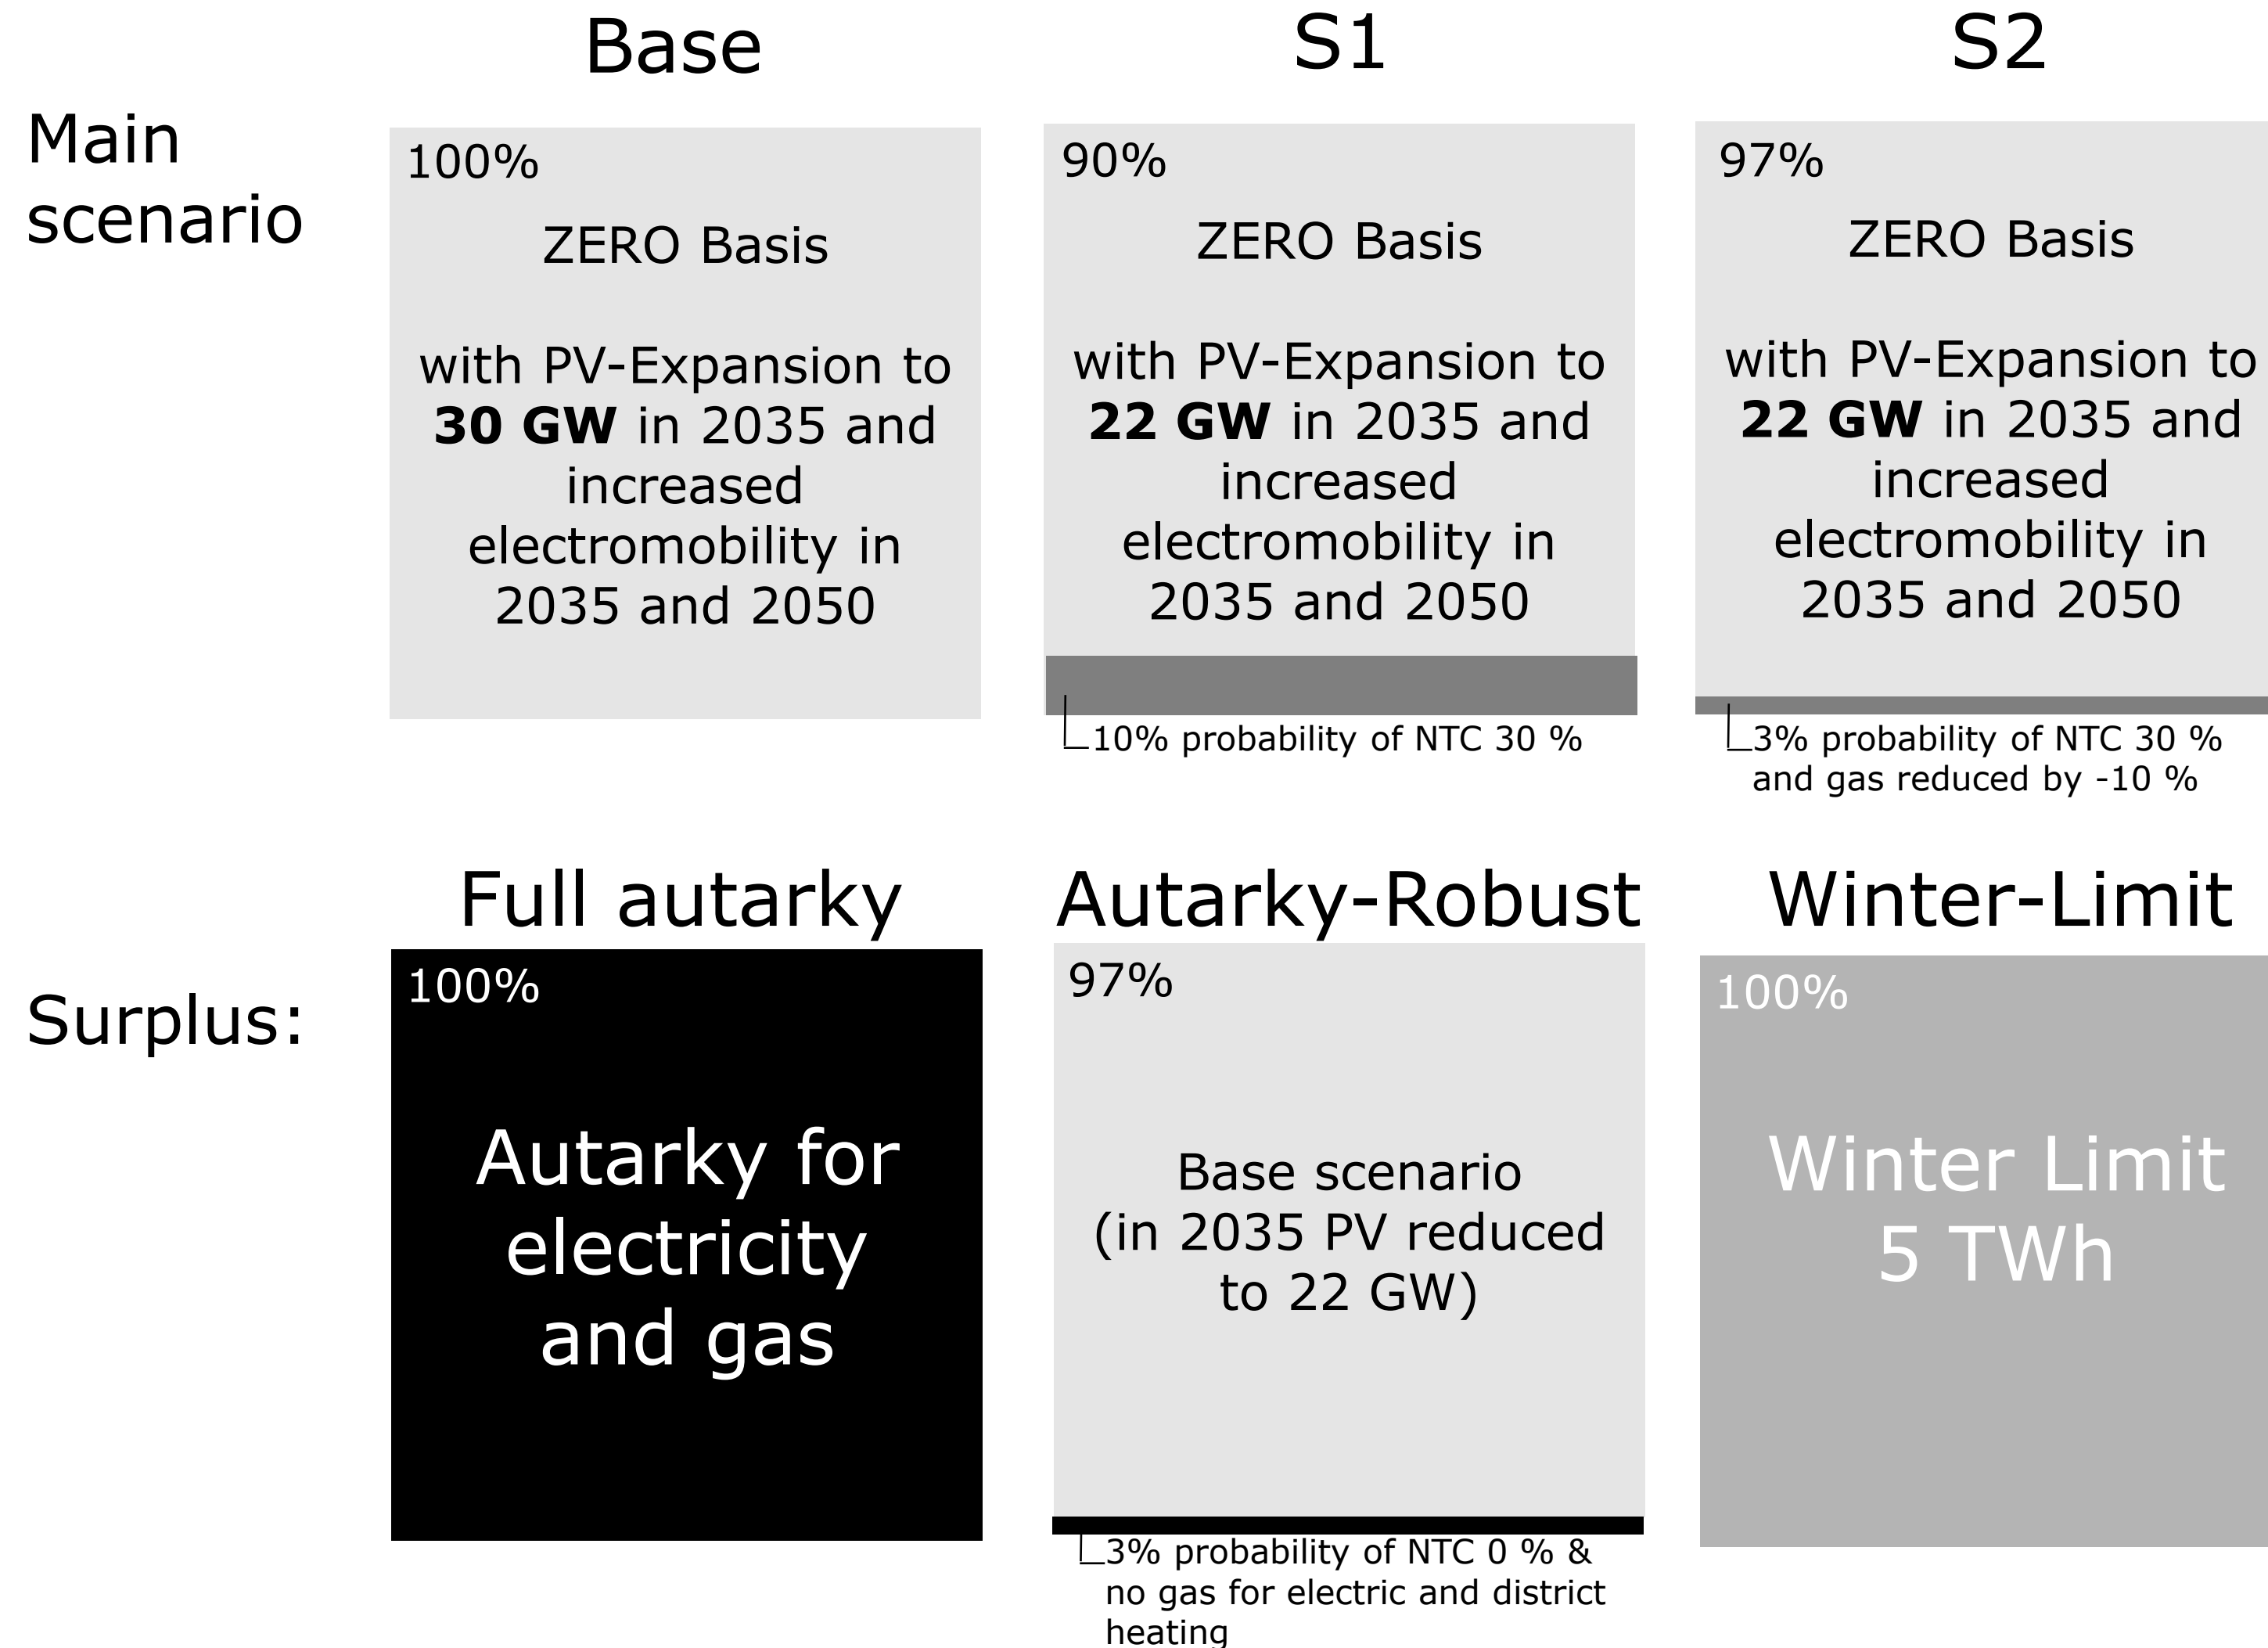 Base
S1
S2
Main
scenario
100%
ZERO Basis
with PV-Expansion to
30 GW in 2035 and
increased
electromobility in
2035 and 2050
90%
ZERO Basis
with PV-Expansion to
22 GW in 2035 and
increased
electromobility in
2035 and 2050
10% probability of NTC 30 %
97%
ZERO Basis
with PV-Expansion to
22 GW in 2035 and
increased
electromobility in
2035 and 2050
3% probability of NTC 30 %
and gas reduced by -10 %
Surplus:
Full autarky
100%
Autarky for
electricity
and gas
Autarky-Robust
97%
Base scenario
(in 2035 PV reduced
to 22 GW)
3% probability of NTC 0 % &
no gas for electric and district
heating
Winter-Limit
100%
Winter Limit
5 TWh